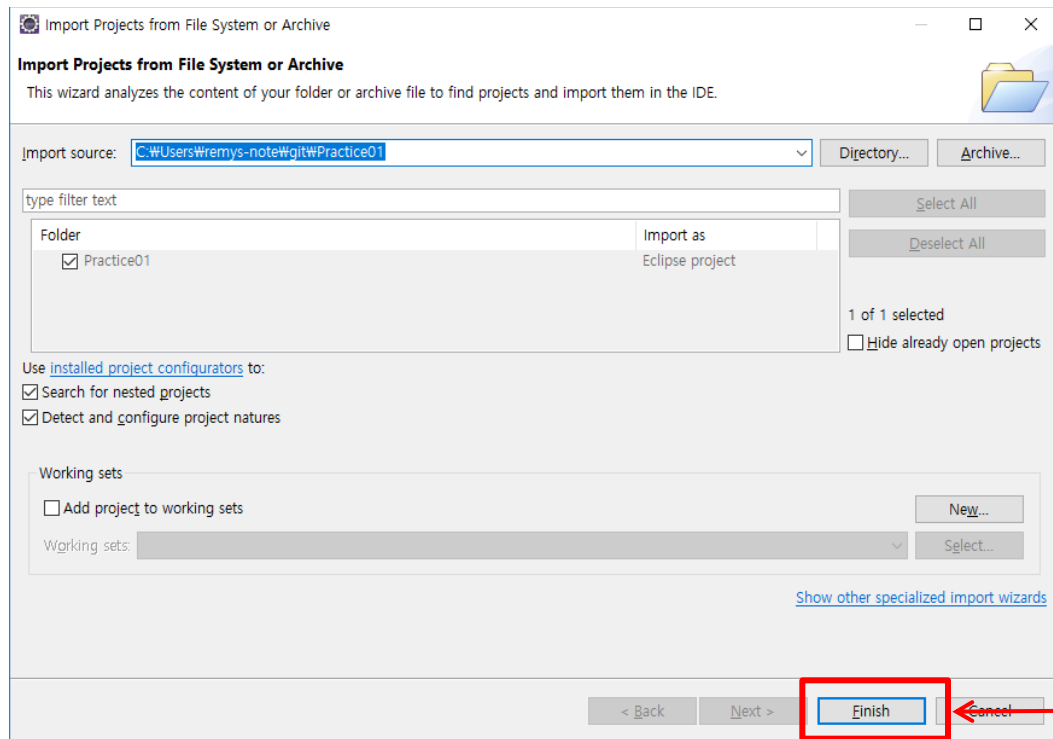 Import Projects from File System or Archive
Import Projects from File System or Archive
This wizard analyzes the content of your folder or archive file to find projects and import them in the IDE.
Import source: C:₩Users₩remys-note₩git₩Practice01 Directory... Archive...
type filter text Select All
Folder Import as Deselect All
Practice01 Eclipse project
1 of 1 selected
Hide already open projects
Use installed project configurators to:
Search for nested projects
Detect and configure project natures
Working sets
Add project to working sets New...
Working sets: Select...
Show other specialized import wizards
< Back Next > Finish Cancel